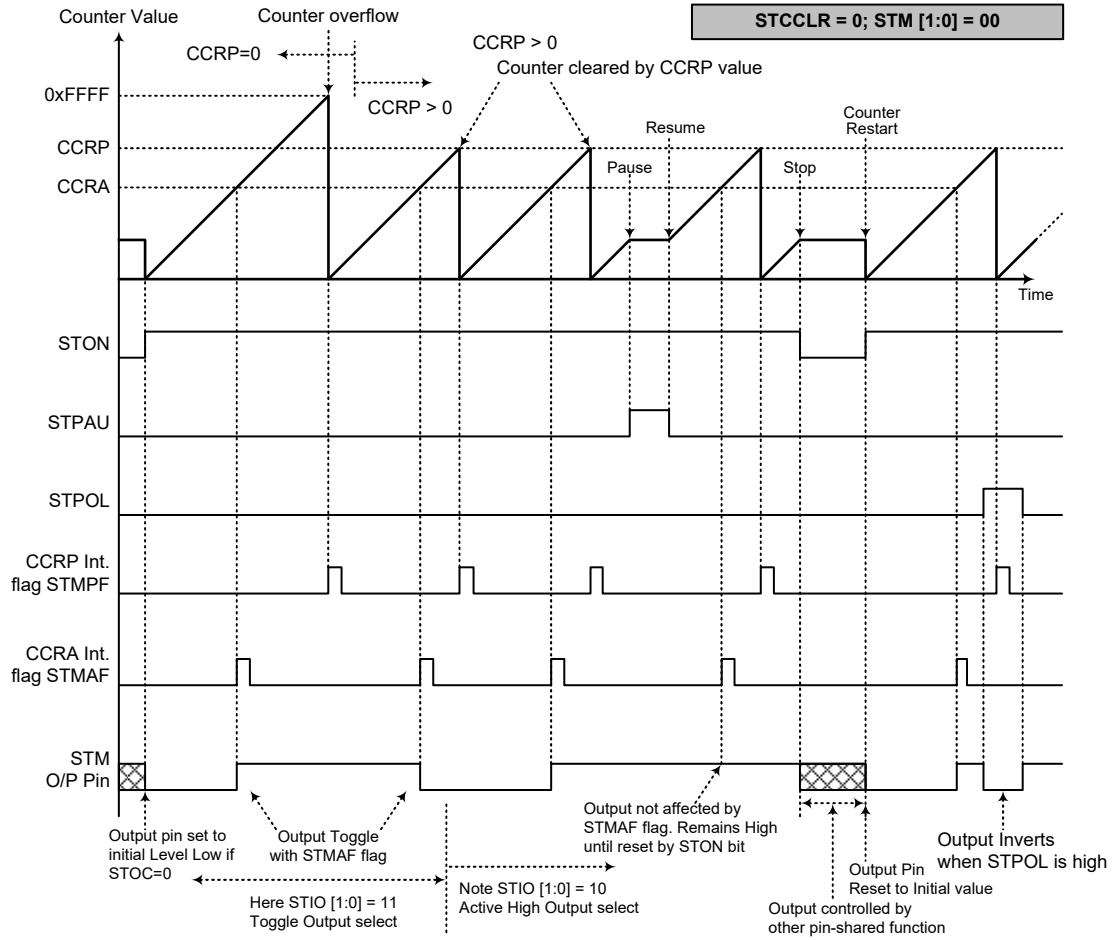 Counter Value
Counter overflow
STCCLR = 0; STM [1:0] = 00
CCRP=0
CCRP > 0
CCRP > 0
Counter cleared by CCRP value
0xFFFF
CCRP
CCRA
Pause
Resume
Stop
Counter
Restart
Time
STON
STPAU
STPOL
CCRP Int.
flag STMPF
CCRA Int.
flag STMAF
STM
O/P Pin
Output pin set to
initial Level Low if
STOC=0
Output Toggle
with STMAF flag
Here STIO [1:0] = 11
Toggle Output select
Note STIO [1:0] = 10
Active High Output select
Output not affected by
STMAF flag. Remains High
until reset by STON bit
Output Pin
Reset to Initial value
Output controlled by
other pin-shared function
Output Inverts
when STPOL is high